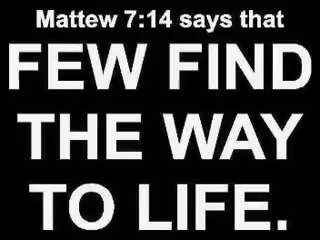 Mattew 7:14 says that
FEW FIND
THE WAY
TO LIFE.